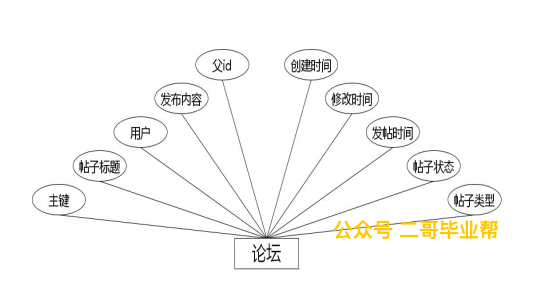 父id
创建时间
发布内容
修改时间
用户
发帖时间
帖子标题
帖子状态
主键
帖子类型
公众号 二哥毕业帮
论坛